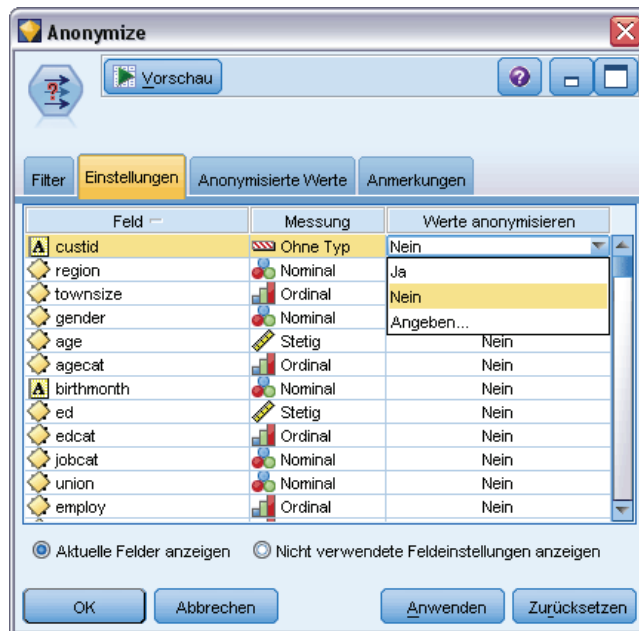 Anonymize
Vorschau
Filter Einstellungen Anonymisierte Werte Anmerkungen
Feld Messung Werte anonymisieren
A custid Ohne Typ Nein
region Nominal Ja
townsize Ordinal Nein
gender Nominal Angeben...
age Stetig Nein
agecat Ordinal Nein
A birthmonth Nominal Nein
ed Stetig Nein
edcat Ordinal Nein
jobcat Nominal Nein
union Nominal Nein
employ Ordinal Nein
Aktuelle Felder anzeigen Nicht verwendete Feldeinstellungen anzeigen
OK Abbrechen Anwenden Zurücksetzen